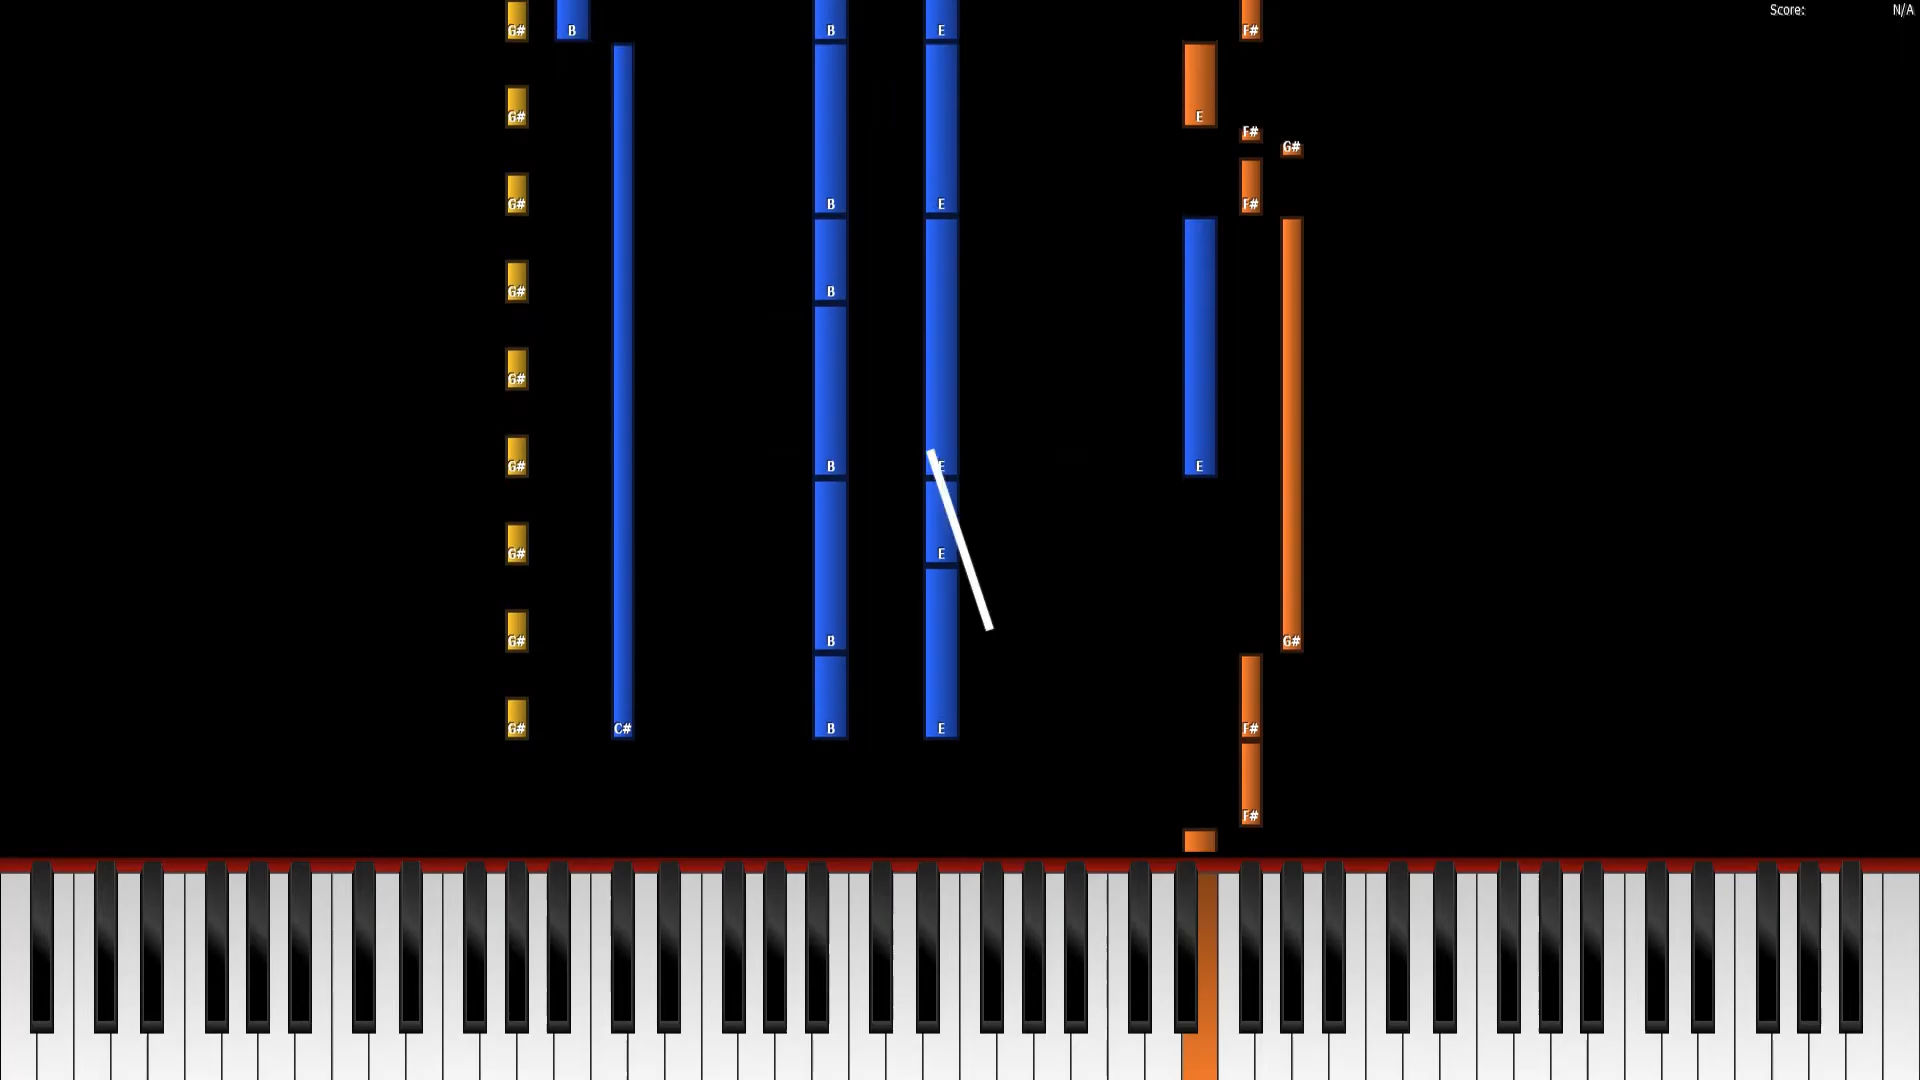 Score: N/A
G# B B E F#
G# E
F#
G#
G# B E F#
G# B
G#
G# B E E
G# E
G# B G#
G# C# B E F#
F#